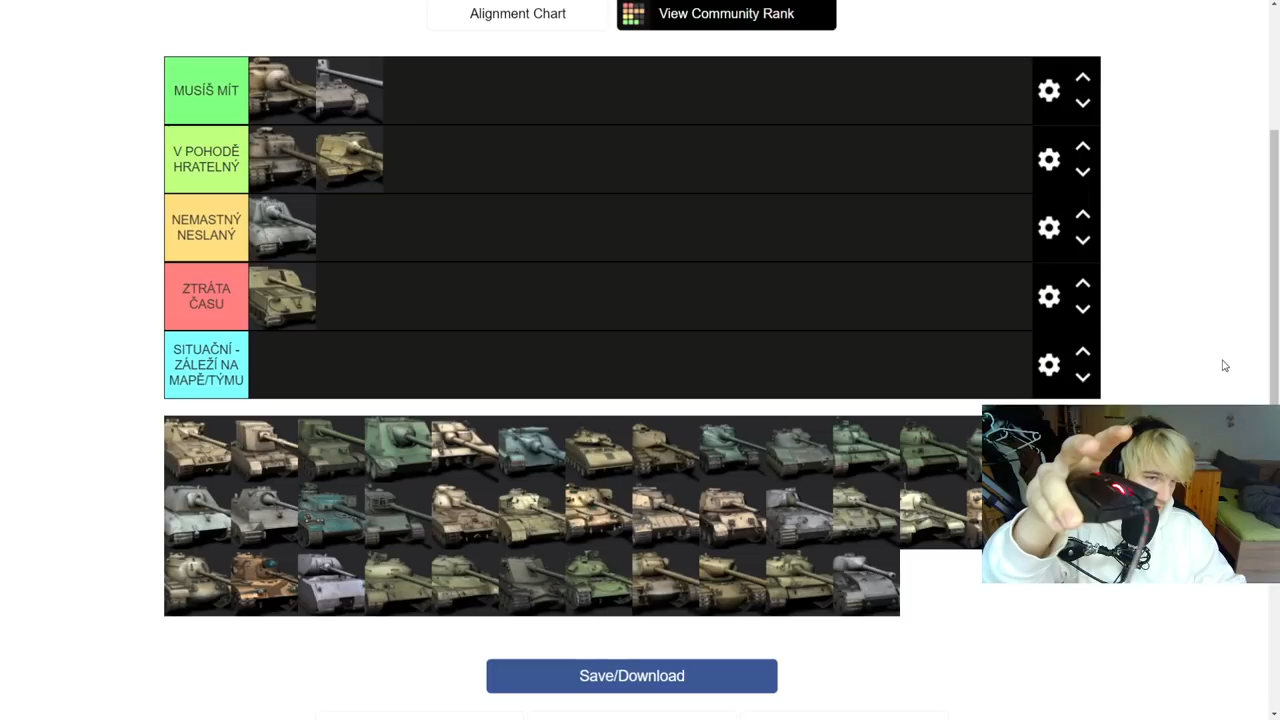 Alignment Chart
View Community Rank
MUSÍŠ MÍT
V POHODĚ
HRATELNÝ
NEMASTNÝ
NESLANÝ
ZTRÁTA
ČASU
SITUAČNÍ -
ZÁLEŽÍ NA
MAPĚ/TÝMU
Save/Download